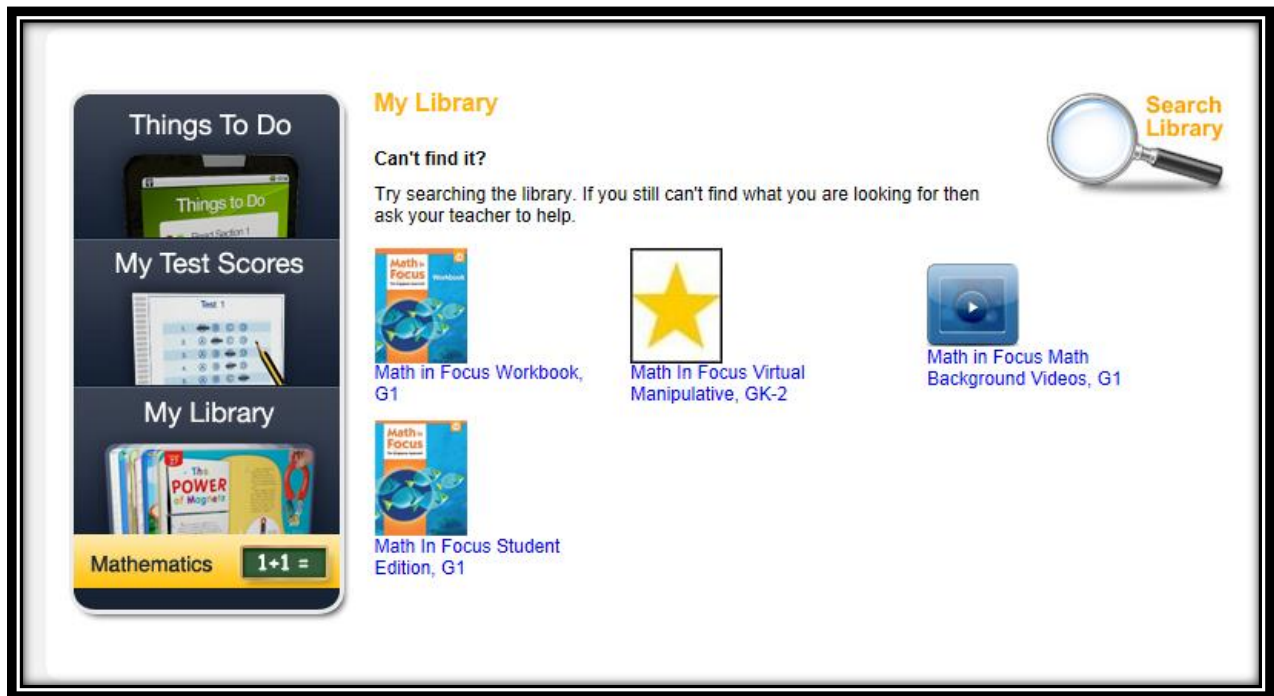 Things To Do
Things to Do
Read Section 1
My Test Scores
Test 1
My Library
The
POWER
of Magnets
Mathematics
1+1 =
My Library
Search
Library
Can't find it?
Try searching the library. If you still can't find what you are looking for then
ask your teacher to help.
Math in
Focus
Workbook
Math in Focus Workbook,
G1
Math In Focus Virtual
Manipulative, GK-2
Math in Focus Math
Background Videos, G1
Math in
Focus
Math In Focus Student
Edition, G1